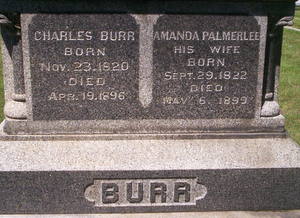 CHARLES BURR
BORN
NOV. 23. 1820
DIED
APR. 19. 1896
AMANDA PALMERLEE
HIS WIFE
BORN
SEPT. 29. 1822
DIED
MAY 6. 1899
BURR